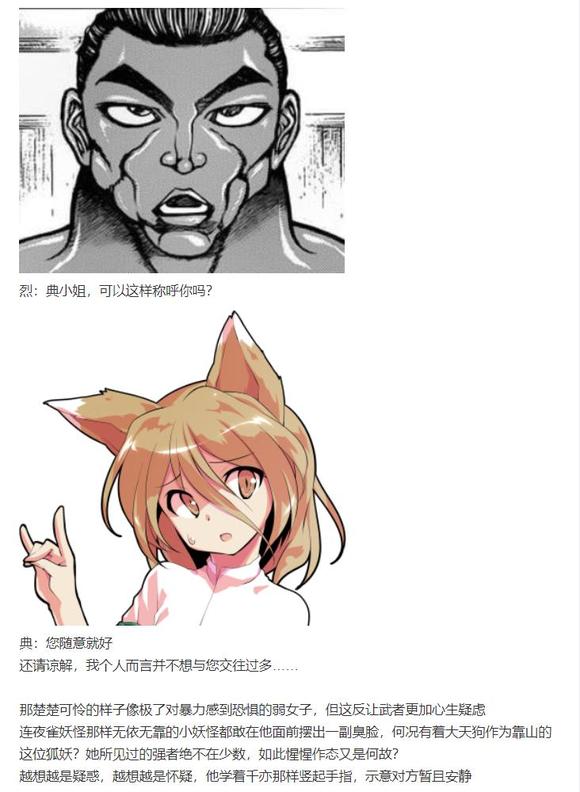 烈：典小姐，可以这样称呼你吗？
典：您随意就好
还请谅解，我个人而言并不想与您交往过多……
那楚楚可怜的样子像极了对暴力感到恐惧的弱女子，但这反让武者更加心生疑虑
连夜雀妖怪那样无依无靠的小妖怪都敢在他面前摆出一副臭脸，何况有着大天狗作为靠山的
这位狐妖？她所见过的强者绝不在少数，如此惺惺作态又是何故？
越想越是疑惑，越想越是怀疑，他学着千亦那样竖起手指，示意对方暂且安静